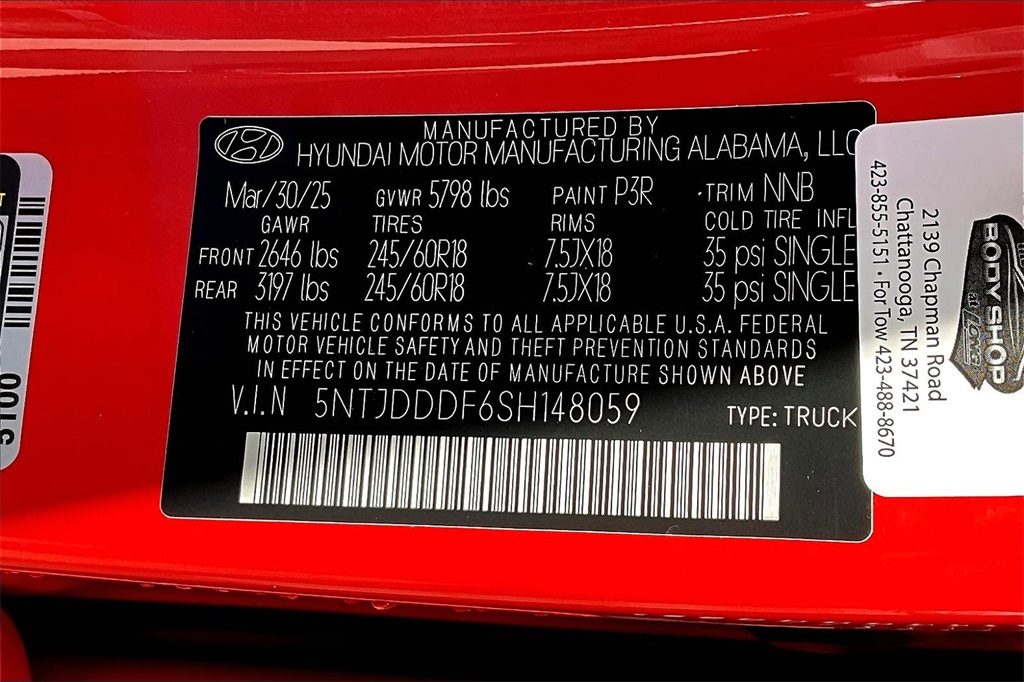 MANUFACTURED BY
HYUNDAI MOTOR MANUFACTURING ALABAMA, LLC
Mar/30/25 GVWR 5798 lbs PAINT P3R TRIM NNB
GAWR TIRES RIMS COLD TIRE INFL
FRONT 2646 lbs 245/60R18 7.5JX18 35 psi SINGLE
REAR 3197 lbs 245/60R18 7.5JX18 35 psi SINGLE
THIS VEHICLE CONFORMS TO ALL APPLICABLE U.S.A. FEDERAL
MOTOR VEHICLE SAFETY AND THEFT PREVENTION STANDARDS
IN EFFECT ON THE DATE OF MANUFACTURE SHOWN ABOVE
V.I.N 5NTJDDDF6SH148059 TYPE: TRUCK
BODY SHOP
2139 Chapman Road
Chattanooga, TN 37421
423-855-5151 · For Tow 423-488-8670
5100